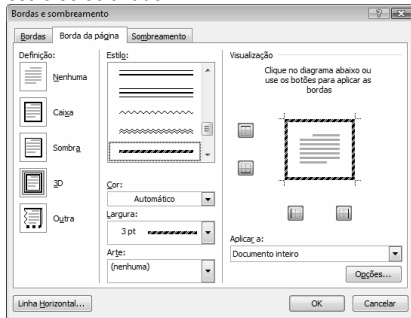 Bordas e sombreamento
Bordas
Borda da página
Sombreamento
Definição:
Nenhuma
Caixa
Sombra
3D
Outra
Estilo:
Cor:
Automático
Largura:
3 pt
Arte:
(nenhuma)
Visualização
Clique no diagrama abaixo ou
use os botões para aplicar as
bordas
Aplicar a:
Documento inteiro
Opções...
Linha Horizontal...
OK
Cancelar